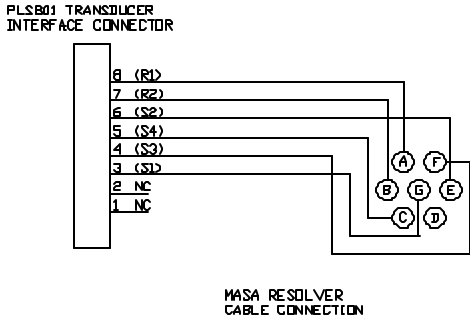 PLSB01 TRANSDUCER
INTERFACE CONNECTOR
8 (R1)
7 (R2)
6 (S2)
5 (S4)
4 (S3)
3 (S1)
2 NC
1 NC
A F
B G E
C D
MASA RESOLVER
CABLE CONNECTION